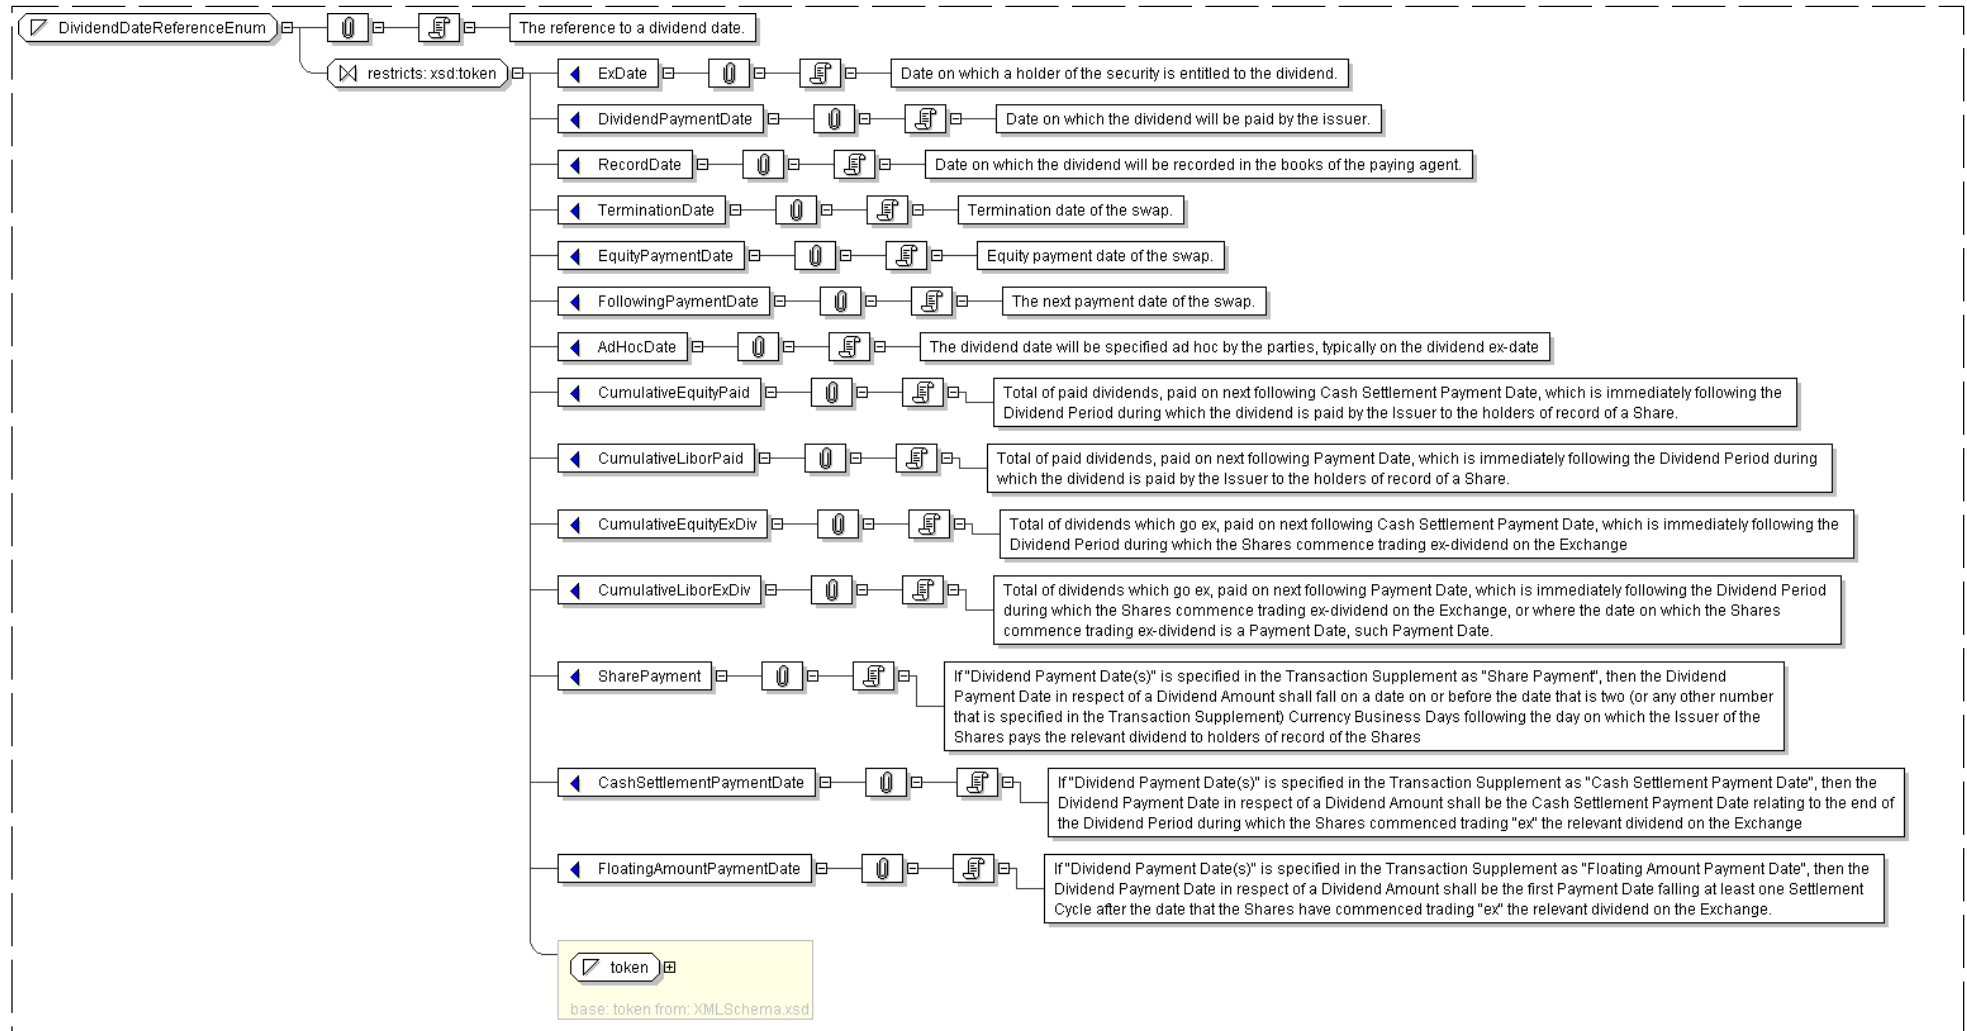 DividendDateReferenceEnum
The reference to a dividend date.
restricts: xsd:token
ExDate
Date on which a holder of the security is entitled to the dividend.
DividendPaymentDate
Date on which the dividend will be paid by the issuer.
RecordDate
Date on which the dividend will be recorded in the books of the paying agent.
TerminationDate
Termination date of the swap.
EquityPaymentDate
Equity payment date of the swap.
FollowingPaymentDate
The next payment date of the swap.
AdHocDate
The dividend date will be specified ad hoc by the parties, typically on the dividend ex-date
CumulativeEquityPaid
Total of paid dividends, paid on next following Cash Settlement Payment Date, which is immediately following the
Dividend Period during which the dividend is paid by the Issuer to the holders of record of a Share.
CumulativeLiborPaid
Total of paid dividends, paid on next following Payment Date, which is immediately following the Dividend Period during
which the dividend is paid by the Issuer to the holders of record of a Share.
CumulativeEquityExDiv
Total of dividends which go ex, paid on next following Cash Settlement Payment Date, which is immediately following the
Dividend Period during which the Shares commence trading ex-dividend on the Exchange
CumulativeLiborExDiv
Total of dividends which go ex, paid on next following Payment Date, which is immediately following the Dividend Period
during which the Shares commence trading ex-dividend on the Exchange, or where the date on which the Shares
commence trading ex-dividend is a Payment Date, such Payment Date.
SharePayment
If "Dividend Payment Date(s)" is specified in the Transaction Supplement as "Share Payment", then the Dividend
Payment Date in respect of a Dividend Amount shall fall on a date on or before the date that is two (or any other number
that is specified in the Transaction Supplement) Currency Business Days following the day on which the Issuer of the
Shares pays the relevant dividend to holders of record of the Shares
CashSettlementPaymentDate
If "Dividend Payment Date(s)" is specified in the Transaction Supplement as "Cash Settlement Payment Date", then the
Dividend Payment Date in respect of a Dividend Amount shall be the Cash Settlement Payment Date relating to the end of
the Dividend Period during which the Shares commenced trading "ex" the relevant dividend on the Exchange
FloatingAmountPaymentDate
If "Dividend Payment Date(s)" is specified in the Transaction Supplement as "Floating Amount Payment Date", then the
Dividend Payment Date in respect of a Dividend Amount shall be the first Payment Date falling at least one Settlement
Cycle after the date that the Shares have commenced trading "ex" the relevant dividend on the Exchange.
token
base: token from: XMLSchema.xsd